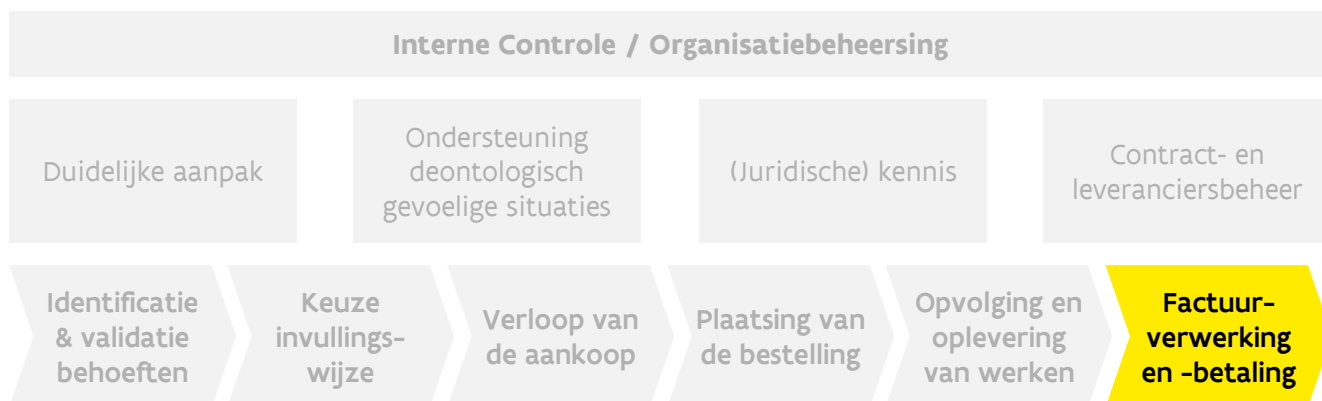 Interne Controle / Organisatiebeheersing
Duidelijke aanpak
Ondersteuning
deontologisch
gevoelige situaties
(Juridische) kennis
Contract- en
leveranciersbeheer
Identificatie
& validatie
behoeften
Keuze
invullings-
wijze
Verloop van
de aankoop
Plaatsing van
de bestelling
Opvolging en
oplevering
van werken
Factuur-
verwerking
en -betaling